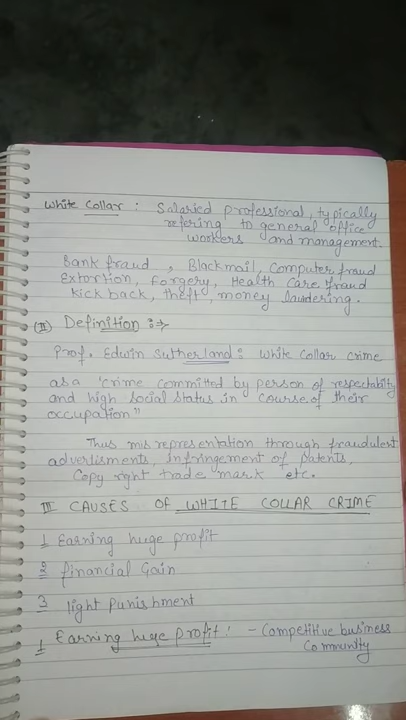 White Collar : Salaried professional, typically
refering to general office
workers and management.
Bank fraud , Blackmail, Computer fraud
Extortion, Forgery, Health Care fraud
Kick back, theft, money laundering.
(II) Definition :→
Prof. Edwin Sutherland : White Collar crime
as a "crime committed by person of respectability
and high Social Status in Course of their
occupation"
Thus mis representation through fraudulent
advertisments, infringement of patents,
Copy right trade mark etc.
III CAUSES OF WHITE COLLAR CRIME
1 Earning huge profit
2 financial Gain
3 light Punishment
1 Earning huge Profit : - Competitive business
Community